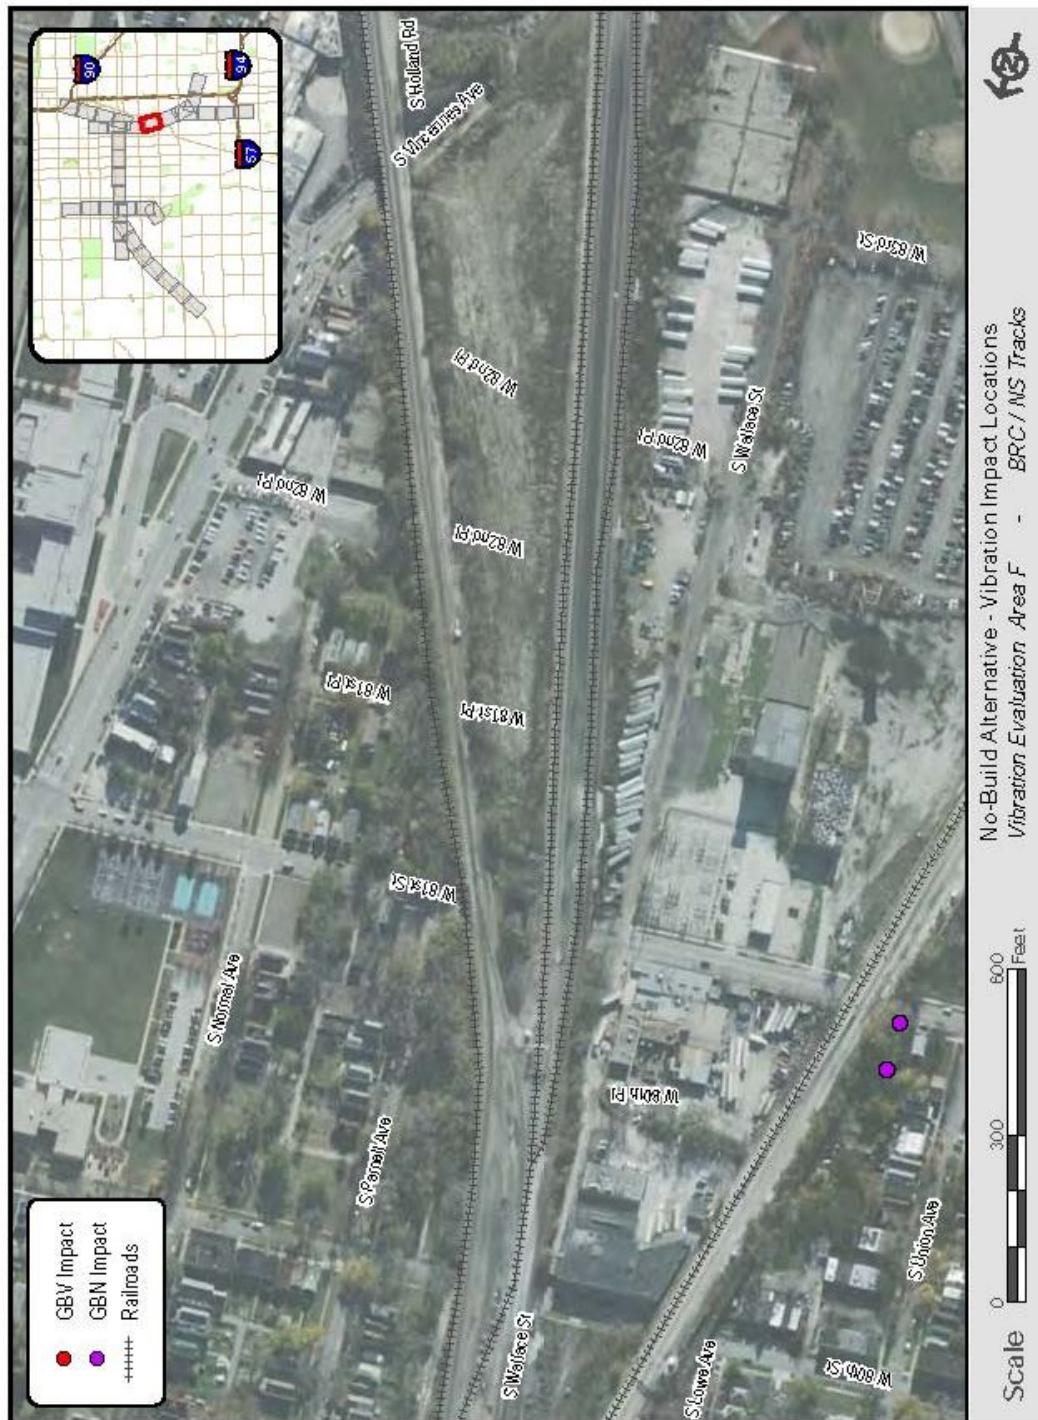 GBV Impact
GBN Impact
Railroads
90
94
57
S Holland Rd
S Vincennes Ave
W 82nd Pl
W 82nd Pl
W 82nd Pl
W 82nd Pl
W 81st Pl
W 81st Pl
W 81st St
W 83rd St
S Wallace St
S Normal Ave
S Parnell Ave
W 80th Pl
S Wallace St
S Lowe Ave
W 80th St
S Union Ave
Scale
0 300 600
Feet
No-Build Alternative - Vibration Impact Locations
Vibration Evaluation Area F - BRC / NS Tracks
N